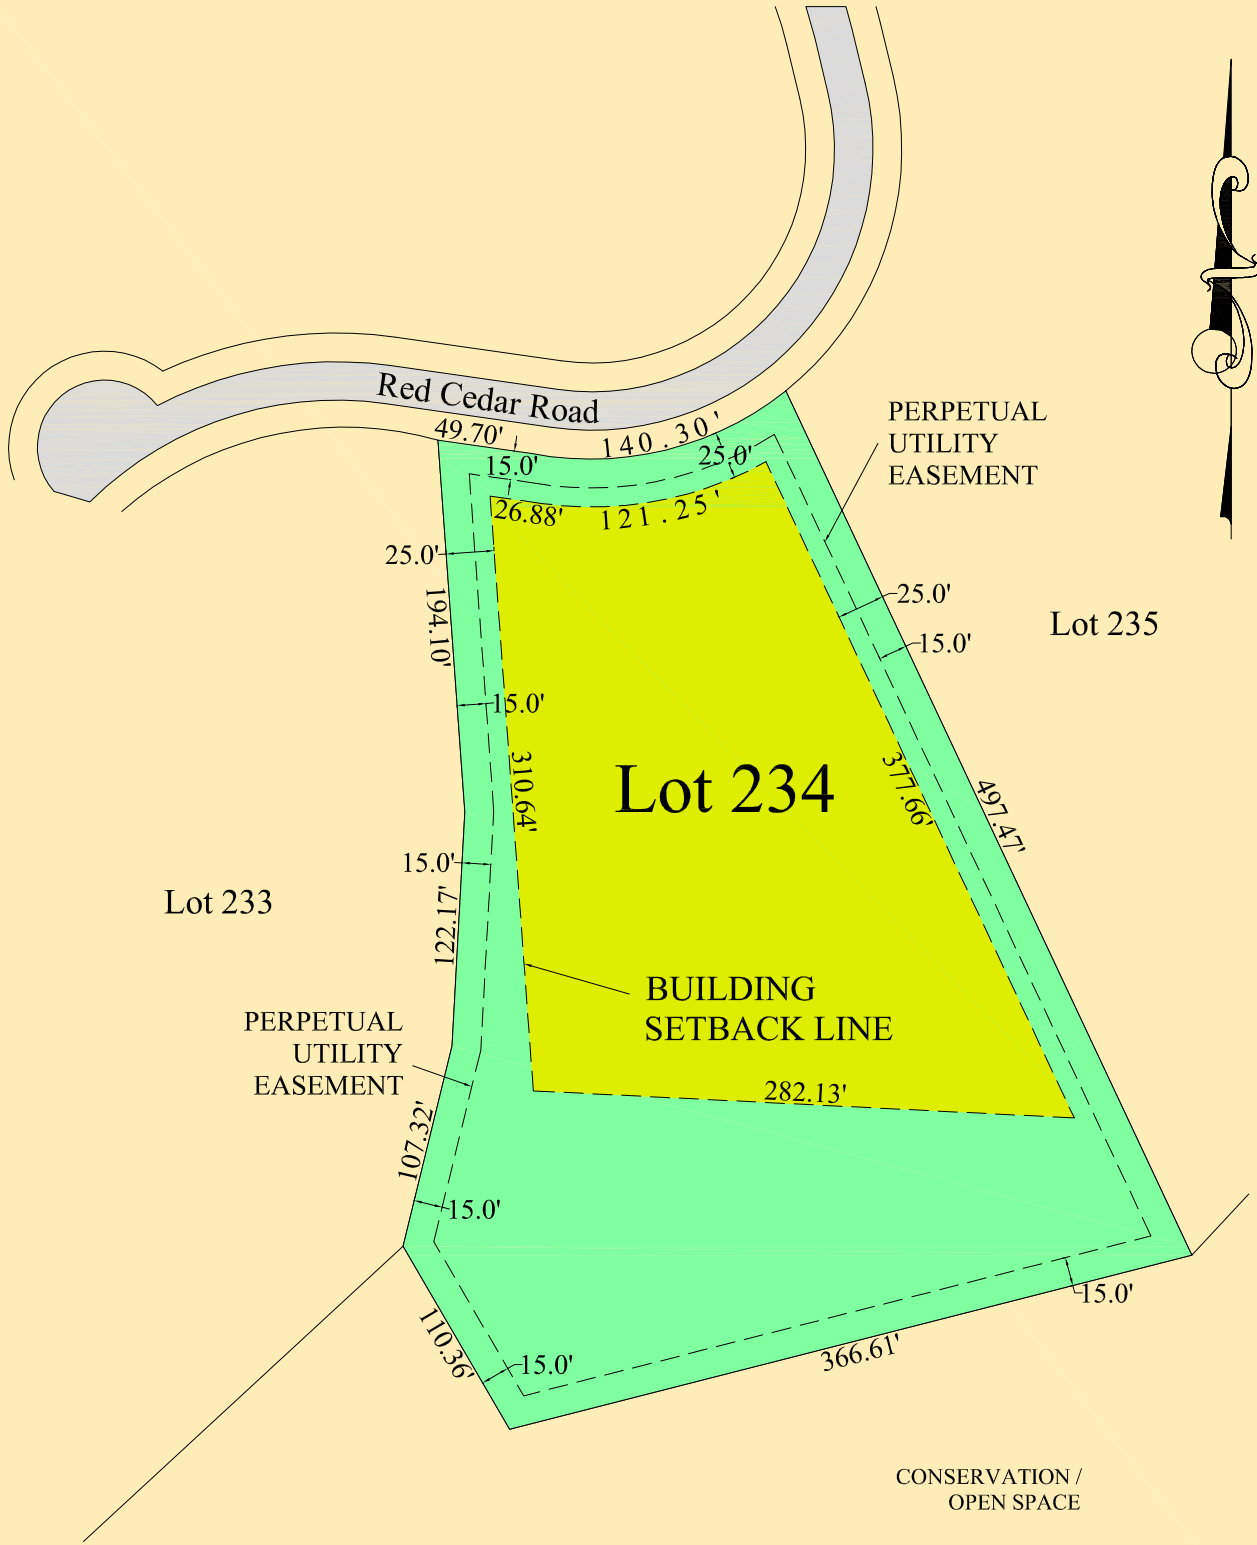 Red Cedar Road
49.70'
140.30'
15.0'
25.0'
26.88'
121.25'
PERPETUAL
UTILITY
EASEMENT
25.0'
194.10'
25.0'
15.0'
Lot 235
15.0'
310.64'
Lot 234
377.66'
497.47'
15.0'
122.17'
Lot 233
BUILDING
SETBACK LINE
PERPETUAL
UTILITY
EASEMENT
282.13'
107.32'
15.0'
15.0'
110.36'
15.0'
366.61'
CONSERVATION /
OPEN SPACE